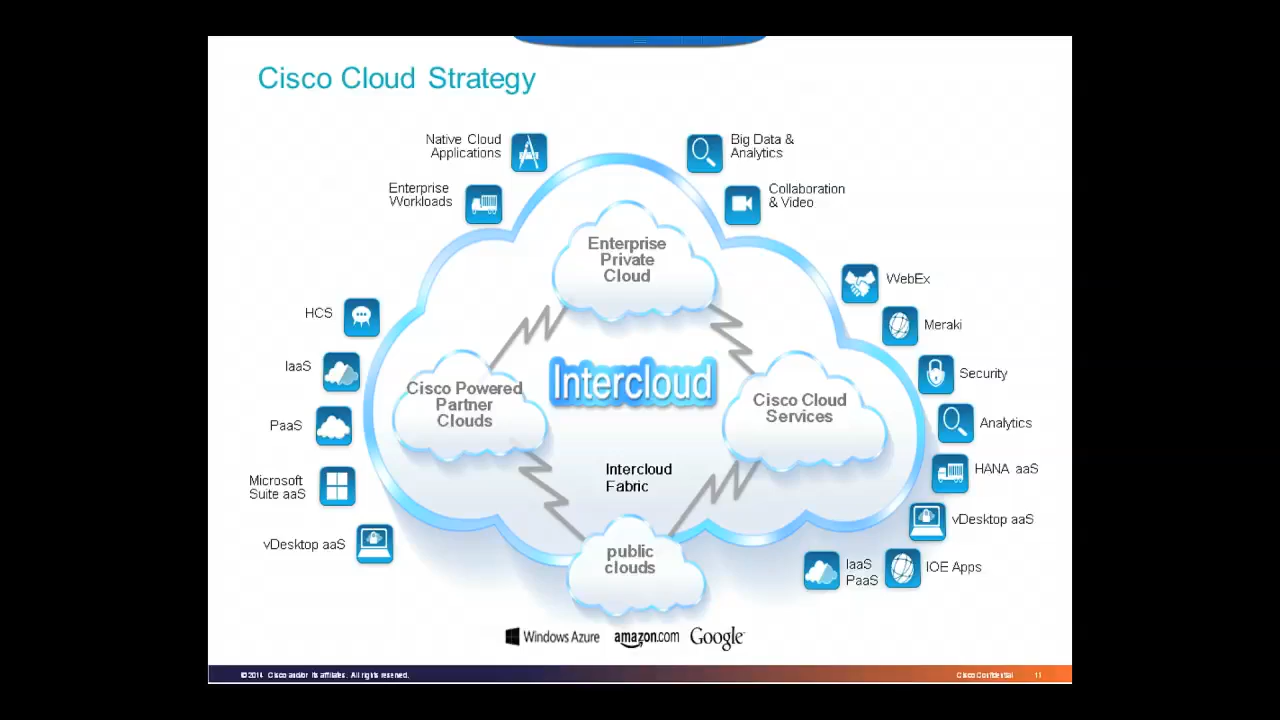 Cisco Cloud Strategy
Native Cloud
Applications
Big Data &
Analytics
Enterprise
Workloads
Collaboration
& Video
Enterprise
Private
Cloud
WebEx
HCS
Meraki
IaaS
Intercloud
Security
Cisco Powered
Partner
Clouds
Cisco Cloud
Services
PaaS
Analytics
Intercloud
Fabric
HANA aaS
Microsoft
Suite aaS
vDesktop aaS
vDesktop aaS
public
clouds
IaaS
PaaS
IOE Apps
Windows Azure
amazon.com
Google
© 2014 Cisco and/or its affiliates. All rights reserved.
Cisco Confidential
11